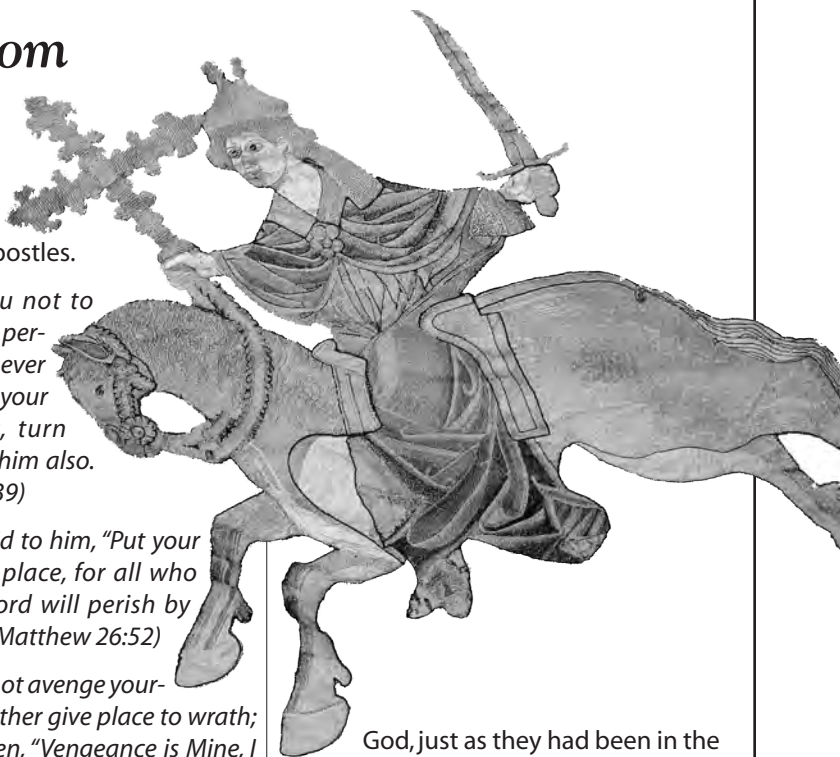 om
postles.
u not to
per-
ever
your
, turn
him also.
39)
d to him, “Put your
place, for all who
ord will perish by
Matthew 26:52)
ot avenge your-
ther give place to wrath;
en, “Vengeance is Mine, I
God, just as they had been in the